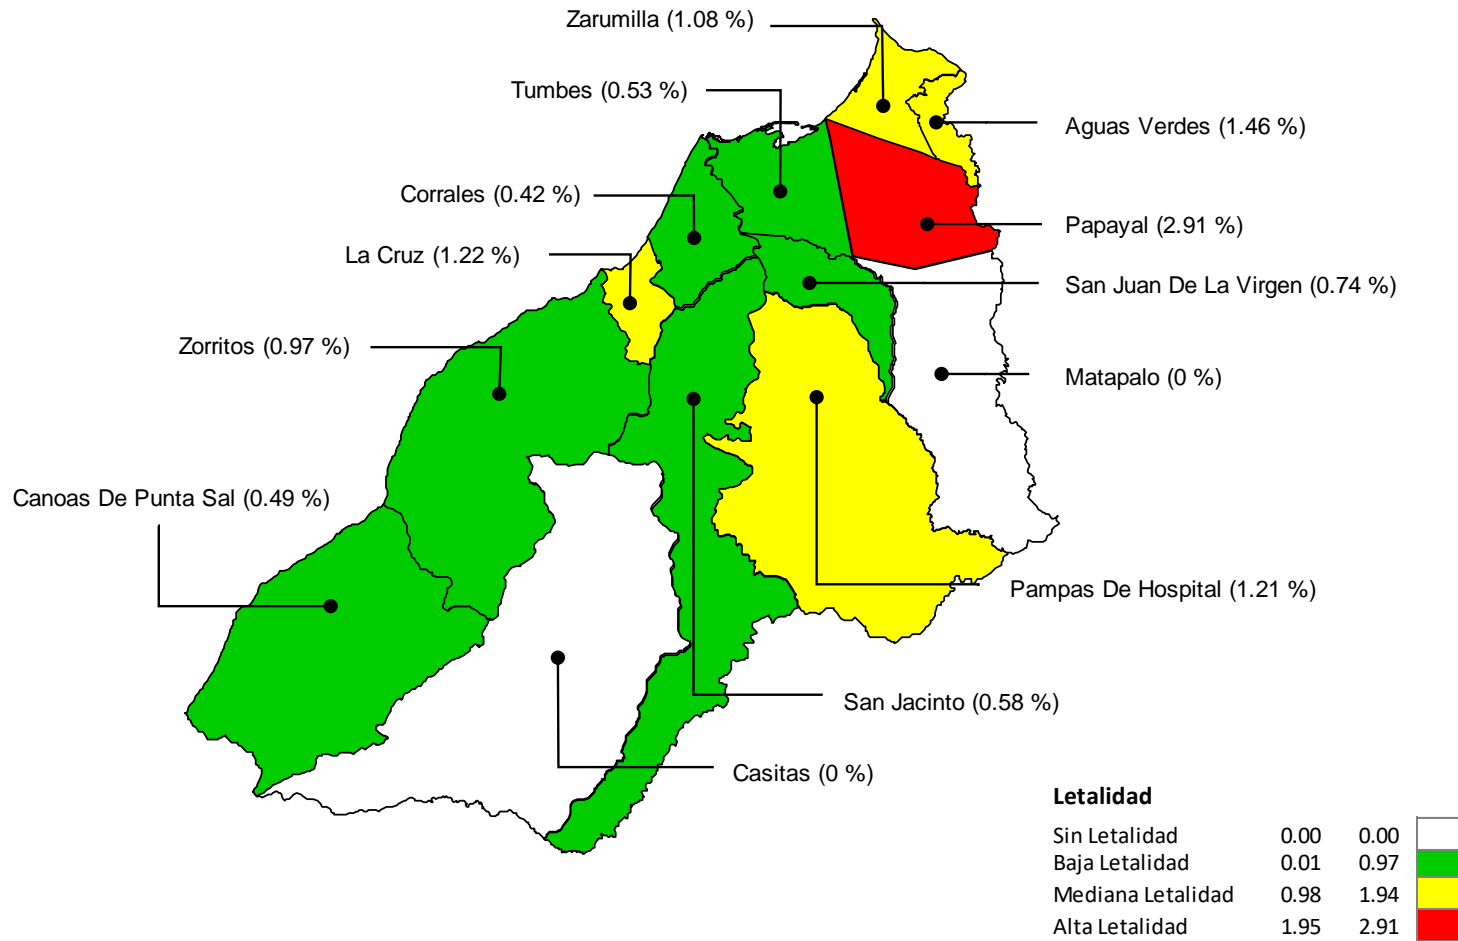 Zarumilla (1.08 %)
Tumbes (0.53 %)
Aguas Verdes (1.46 %)
Corrales (0.42 %)
Papayal (2.91 %)
La Cruz (1.22 %)
San Juan De La Virgen (0.74 %)
Zorritos (0.97 %)
Matapalo (0 %)
Canoas De Punta Sal (0.49 %)
Pampas De Hospital (1.21 %)
San Jacinto (0.58 %)
Casitas (0 %)
Letalidad
Sin Letalidad 0.00 0.00
Baja Letalidad 0.01 0.97
Mediana Letalidad 0.98 1.94
Alta Letalidad 1.95 2.91